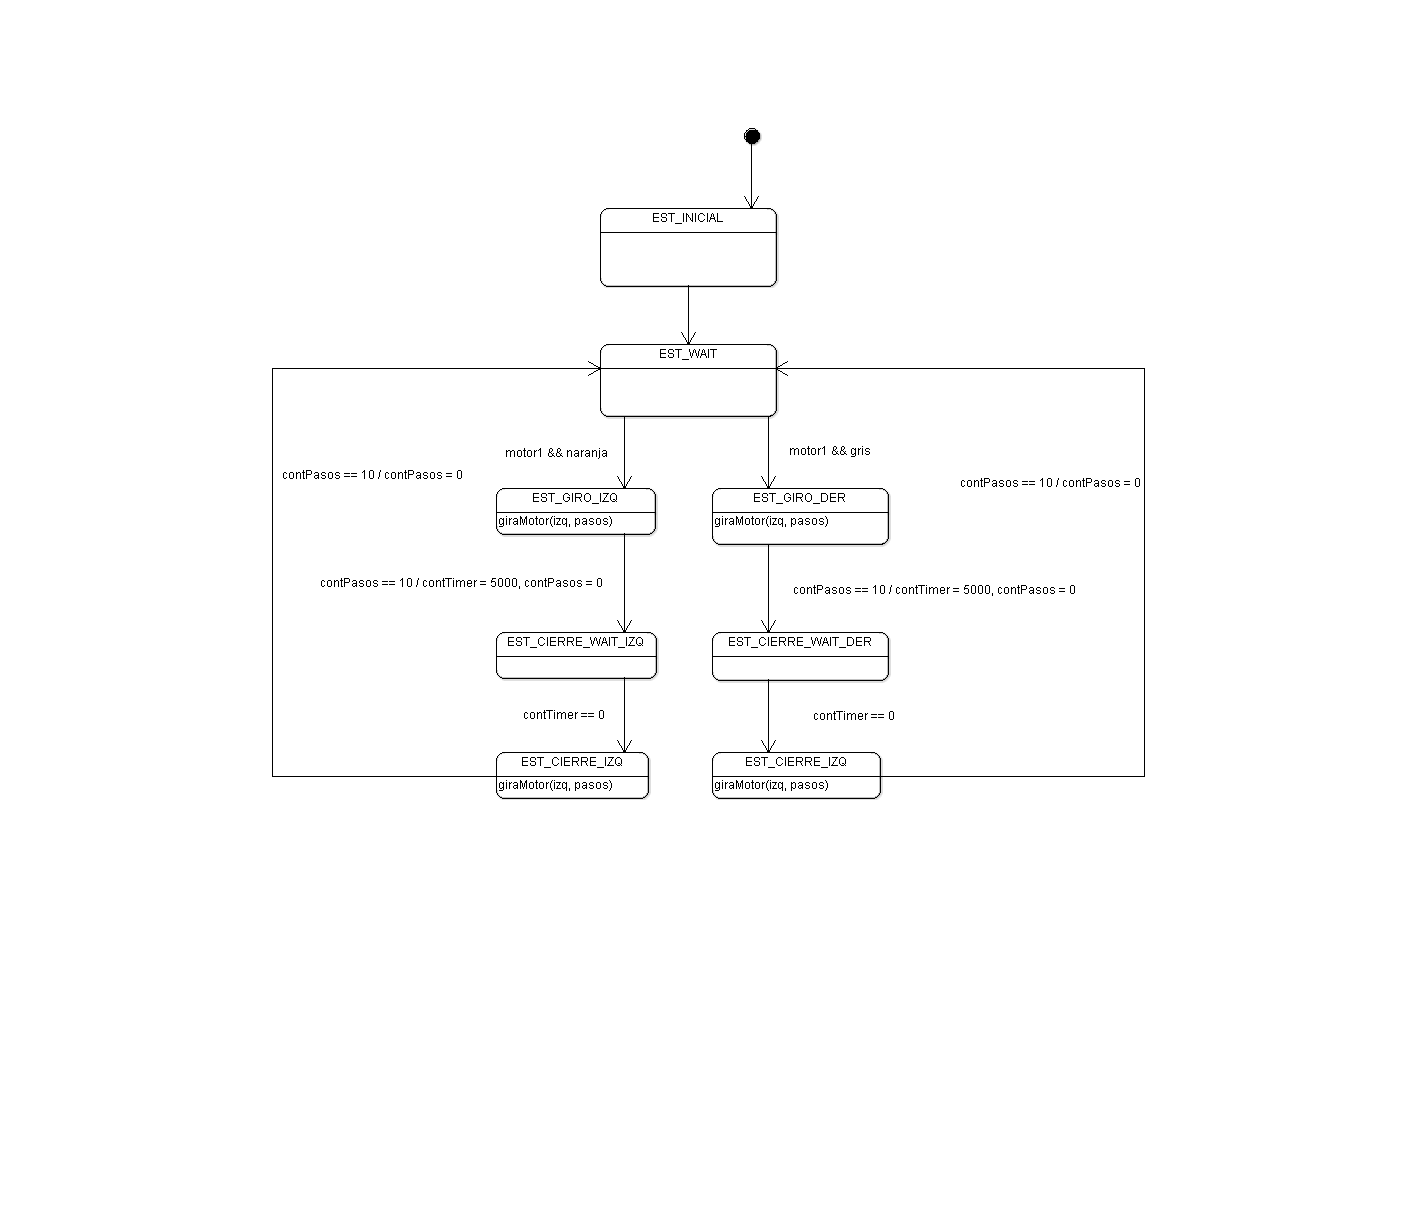 EST_INICIAL
EST_WAIT
motor1 && naranja
motor1 && gris
contPasos == 10 / contPasos = 0
contPasos == 10 / contPasos = 0
EST_GIRO_IZQ
giraMotor(izq, pasos)
EST_GIRO_DER
giraMotor(izq, pasos)
contPasos == 10 / contTimer = 5000, contPasos = 0
contPasos == 10 / contTimer = 5000, contPasos = 0
EST_CIERRE_WAIT_IZQ
EST_CIERRE_WAIT_DER
contTimer == 0
contTimer == 0
EST_CIERRE_IZQ
giraMotor(izq, pasos)
EST_CIERRE_IZQ
giraMotor(izq, pasos)